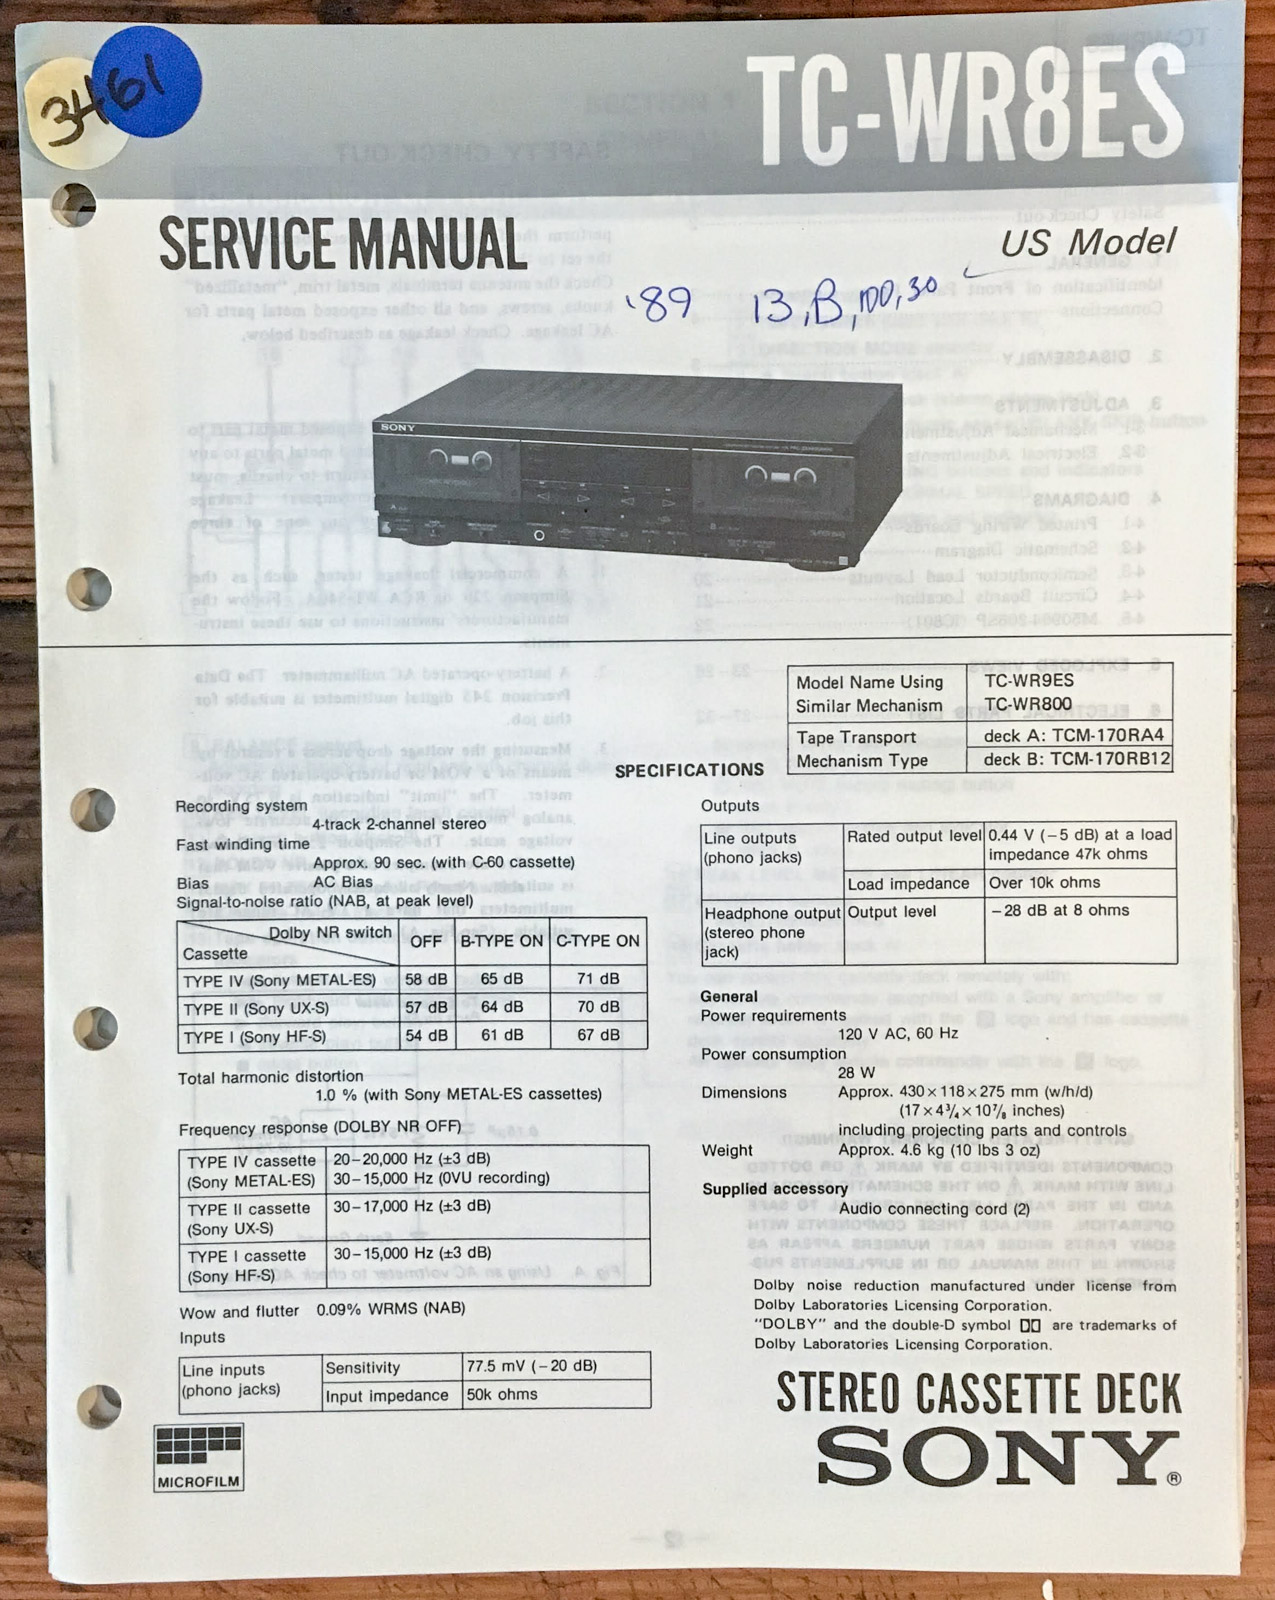 3461
TC-WR8ES
SERVICE MANUAL
US Model
'89 13, B, 100, 30
SONY
Model Name Using Similar Mechanism
TC-WR9ES
TC-WR800
Tape Transport Mechanism Type
deck A: TCM-170RA4
deck B: TCM-170RB12
SPECIFICATIONS
Recording system
4-track 2-channel stereo
Fast winding time
Approx. 90 sec. (with C-60 cassette)
Bias AC Bias
Signal-to-noise ratio (NAB, at peak level)
Dolby NR switch
Cassette
OFF B-TYPE ON C-TYPE ON
TYPE IV (Sony METAL-ES) 58 dB 65 dB 71 dB
TYPE II (Sony UX-S) 57 dB 64 dB 70 dB
TYPE I (Sony HF-S) 54 dB 61 dB 67 dB
Total harmonic distortion
1.0 % (with Sony METAL-ES cassettes)
Frequency response (DOLBY NR OFF)
TYPE IV cassette 20–20,000 Hz (±3 dB)
(Sony METAL-ES) 30–15,000 Hz (0VU recording)
TYPE II cassette 30–17,000 Hz (±3 dB)
(Sony UX-S)
TYPE I cassette 30–15,000 Hz (±3 dB)
(Sony HF-S)
Wow and flutter 0.09% WRMS (NAB)
Inputs
Line inputs Sensitivity 77.5 mV (−20 dB)
(phono jacks) Input impedance 50k ohms
MICROFILM
Outputs
Line outputs Rated output level 0.44 V (−5 dB) at a load
(phono jacks) impedance 47k ohms
Load impedance Over 10k ohms
Headphone output Output level −28 dB at 8 ohms
(stereo phone
jack)
General
Power requirements
120 V AC, 60 Hz
Power consumption
28 W
Dimensions Approx. 430 × 118 × 275 mm (w/h/d)
(17 × 4¾ × 10⅞ inches)
including projecting parts and controls
Weight Approx. 4.6 kg (10 lbs 3 oz)
Supplied accessory
Audio connecting cord (2)
Dolby noise reduction manufactured under license from
Dolby Laboratories Licensing Corporation.
"DOLBY" and the double-D symbol are trademarks of
Dolby Laboratories Licensing Corporation.
STEREO CASSETTE DECK
SONY®